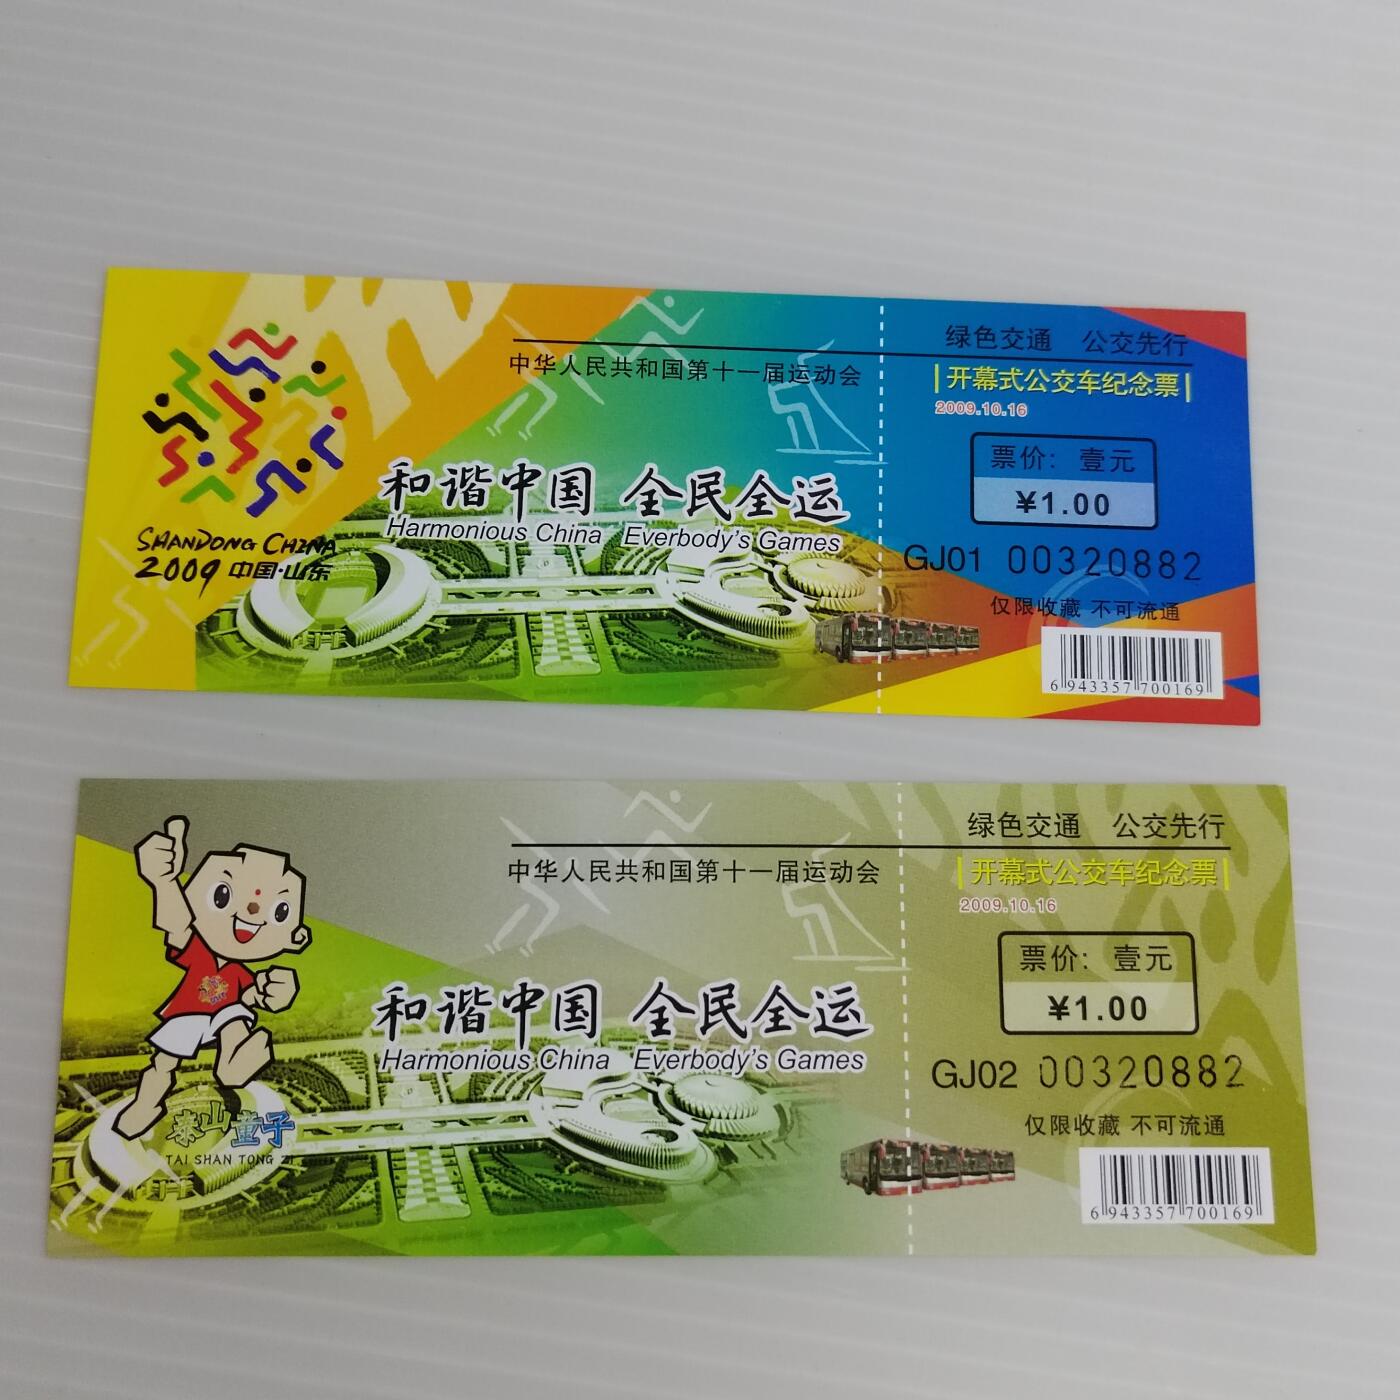 SHANDONG CHINA
2009 中国·山东
中华人民共和国第十一届运动会
和谐中国 全民全运
Harmonious China Everbody's Games
绿色交通 公交先行
开幕式公交车纪念票
2009.10.16
票价：壹元
¥1.00
GJ01 00320882
仅限收藏 不可流通
6 943357 700169
泰山童子
TAI SHAN TONG ZI
中华人民共和国第十一届运动会
和谐中国 全民全运
Harmonious China Everbody's Games
绿色交通 公交先行
开幕式公交车纪念票
2009.10.16
票价：壹元
¥1.00
GJ02 00320882
仅限收藏 不可流通
6 943357 700169